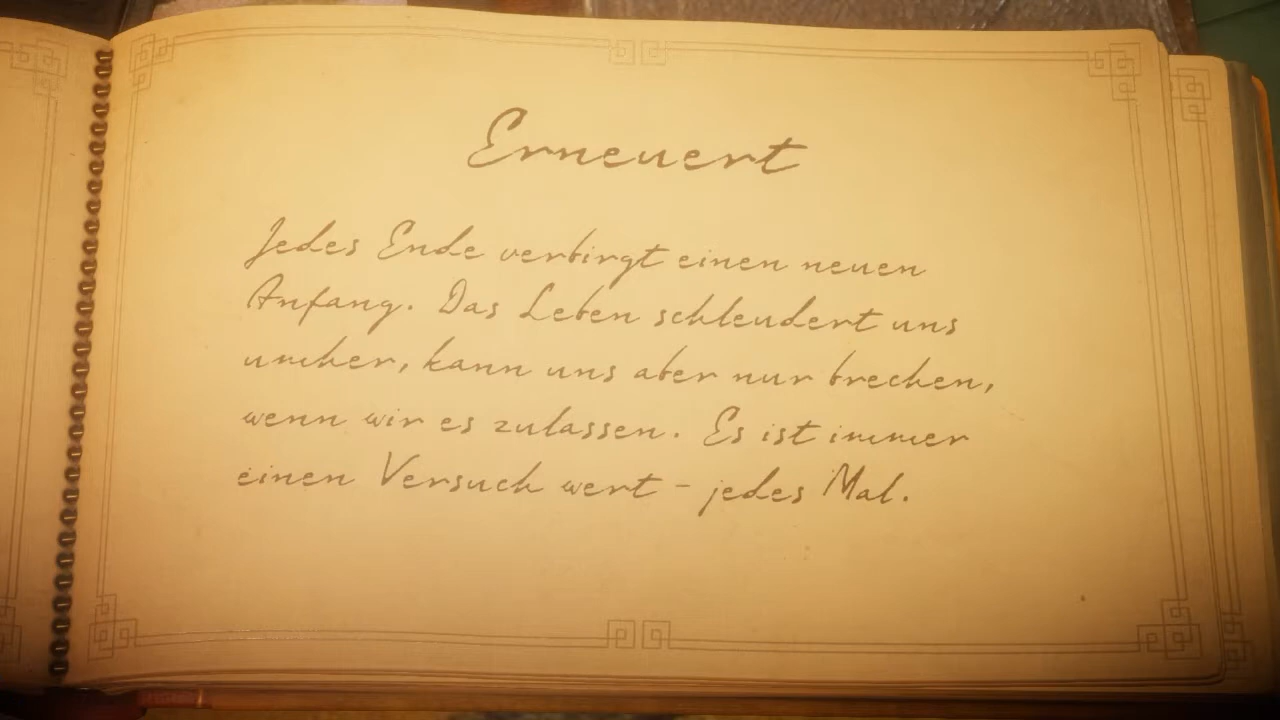 Erneuert
Jedes Ende verbirgt einen neuen
Anfang. Das Leben schleudert uns
umher, kann uns aber nur brechen,
wenn wir es zulassen. Es ist immer
einen Versuch wert - jedes Mal.